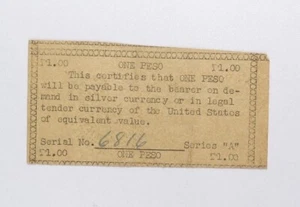 ₱1.00 ONE PESO ₱1.00
This certifies that ONE PESO
will be payable to the bearer on de-
mand in silver currency or in legal
tender currency of the United States
of equivalent value.
Serial No. 6816 Series "A"
₱1.00 ONE PESO ₱1.00